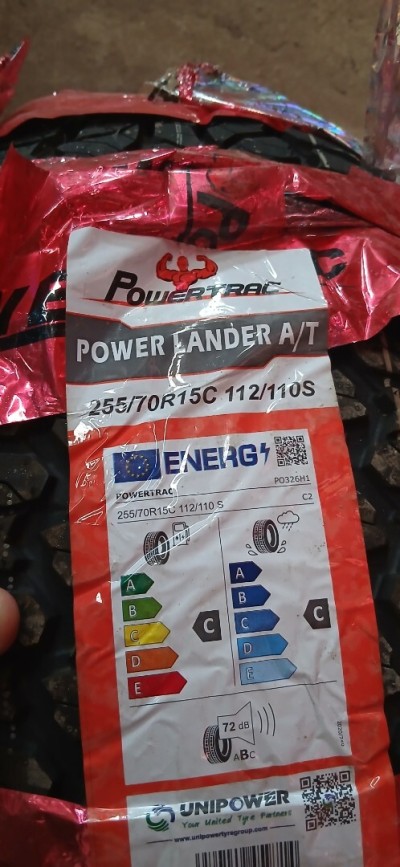 POWERTRAC
POWER LANDER A/T
255/70R15C 112/110S
ENERG
POWERTRAC PO326H1
255/70R15C 112/110 S C2
A A
B B
C C C C
D D
E E
72 dB
ABC
UNIPOWER
Your United Tyre Partners
www.unipowertyregroup.com